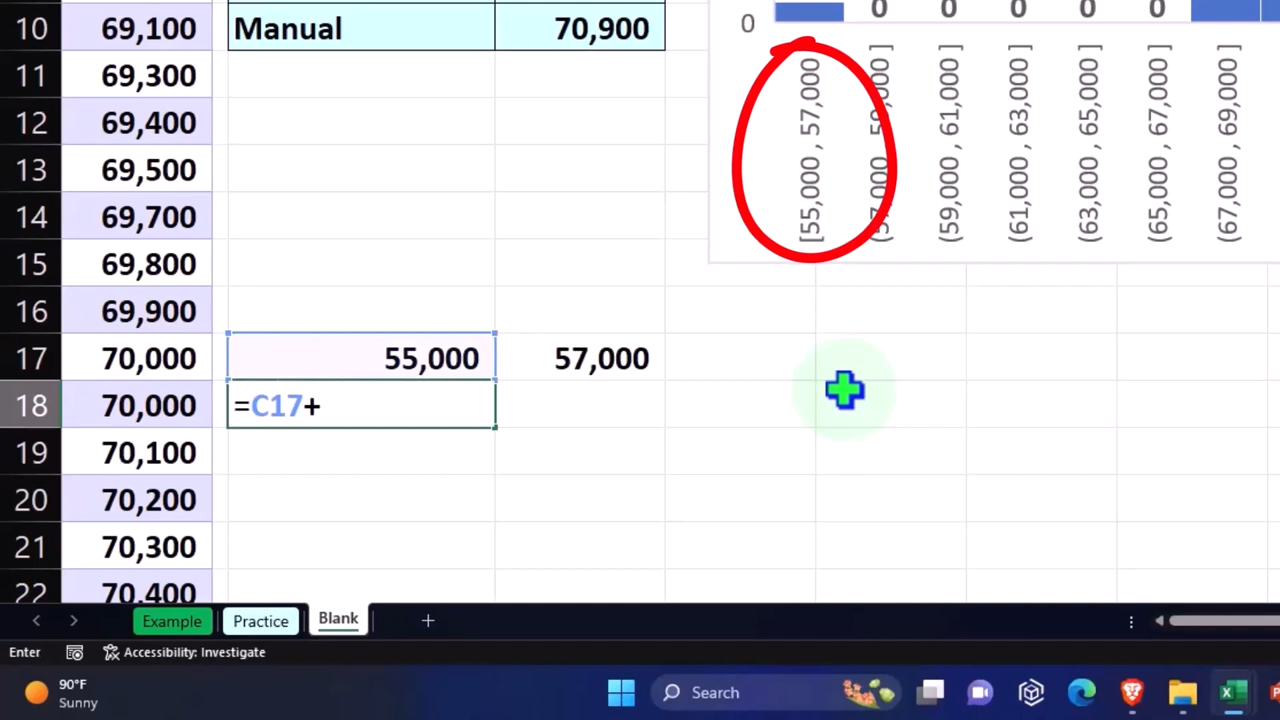 10 69,100 Manual 70,900
11 69,300
12 69,400
13 69,500
14 69,700
15 69,800
16 69,900
17 70,000 55,000 57,000
18 70,000 =C17+
19 70,100
20 70,200
21 70,300
22 70,400
0 0 0 0 0 0
[55,000 , 57,000]
(57,000 , 59,000]
(59,000 , 61,000]
(61,000 , 63,000]
(63,000 , 65,000]
(65,000 , 67,000]
(67,000 , 69,000]
Example Practice Blank +
Enter Accessibility: Investigate
90°F
Sunny
Search